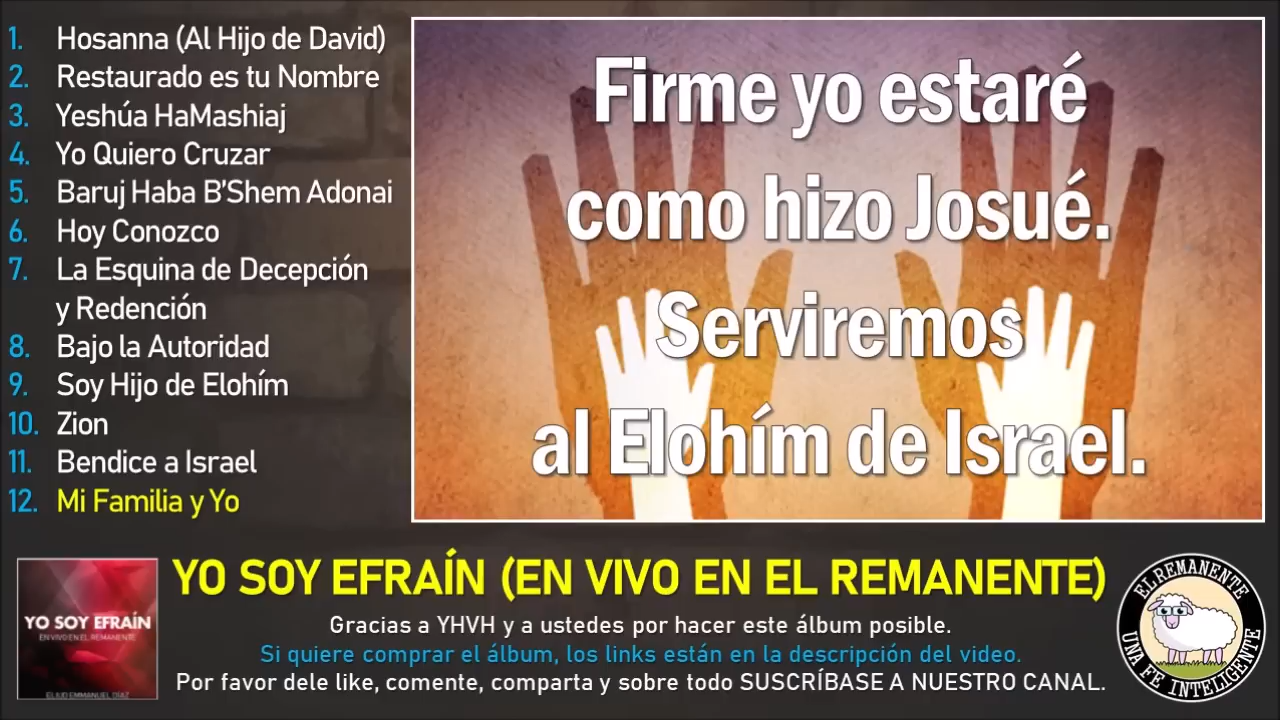 1. Hosanna (Al Hijo de David)
2. Restaurado es tu Nombre
3. Yeshúa HaMashiaj
4. Yo Quiero Cruzar
5. Baruj Haba B'Shem Adonai
6. Hoy Conozco
7. La Esquina de Decepción
y Redención
8. Bajo la Autoridad
9. Soy Hijo de Elohím
10. Zion
11. Bendice a Israel
12. Mi Familia y Yo
Firme yo estaré
como hizo Josué.
Serviremos
al Elohím de Israel.
YO SOY EFRAÍN
EN VIVO EN EL REMANENTE
ELIUD EMMANUEL DÍAZ
YO SOY EFRAÍN (EN VIVO EN EL REMANENTE)
Gracias a YHVH y a ustedes por hacer este álbum posible.
Si quiere comprar el álbum, los links están en la descripción del video.
Por favor dele like, comente, comparta y sobre todo SUSCRÍBASE A NUESTRO CANAL.
EL REMANENTE
UNA FE INTELIGENTE